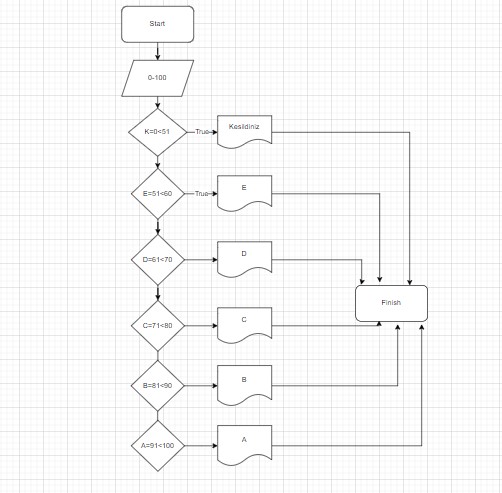 Start
0-100
K=0<51
True
Kesildiniz
E=51<60
True
E
D=61<70
D
Finish
C=71<80
C
B=81<90
B
A=91<100
A